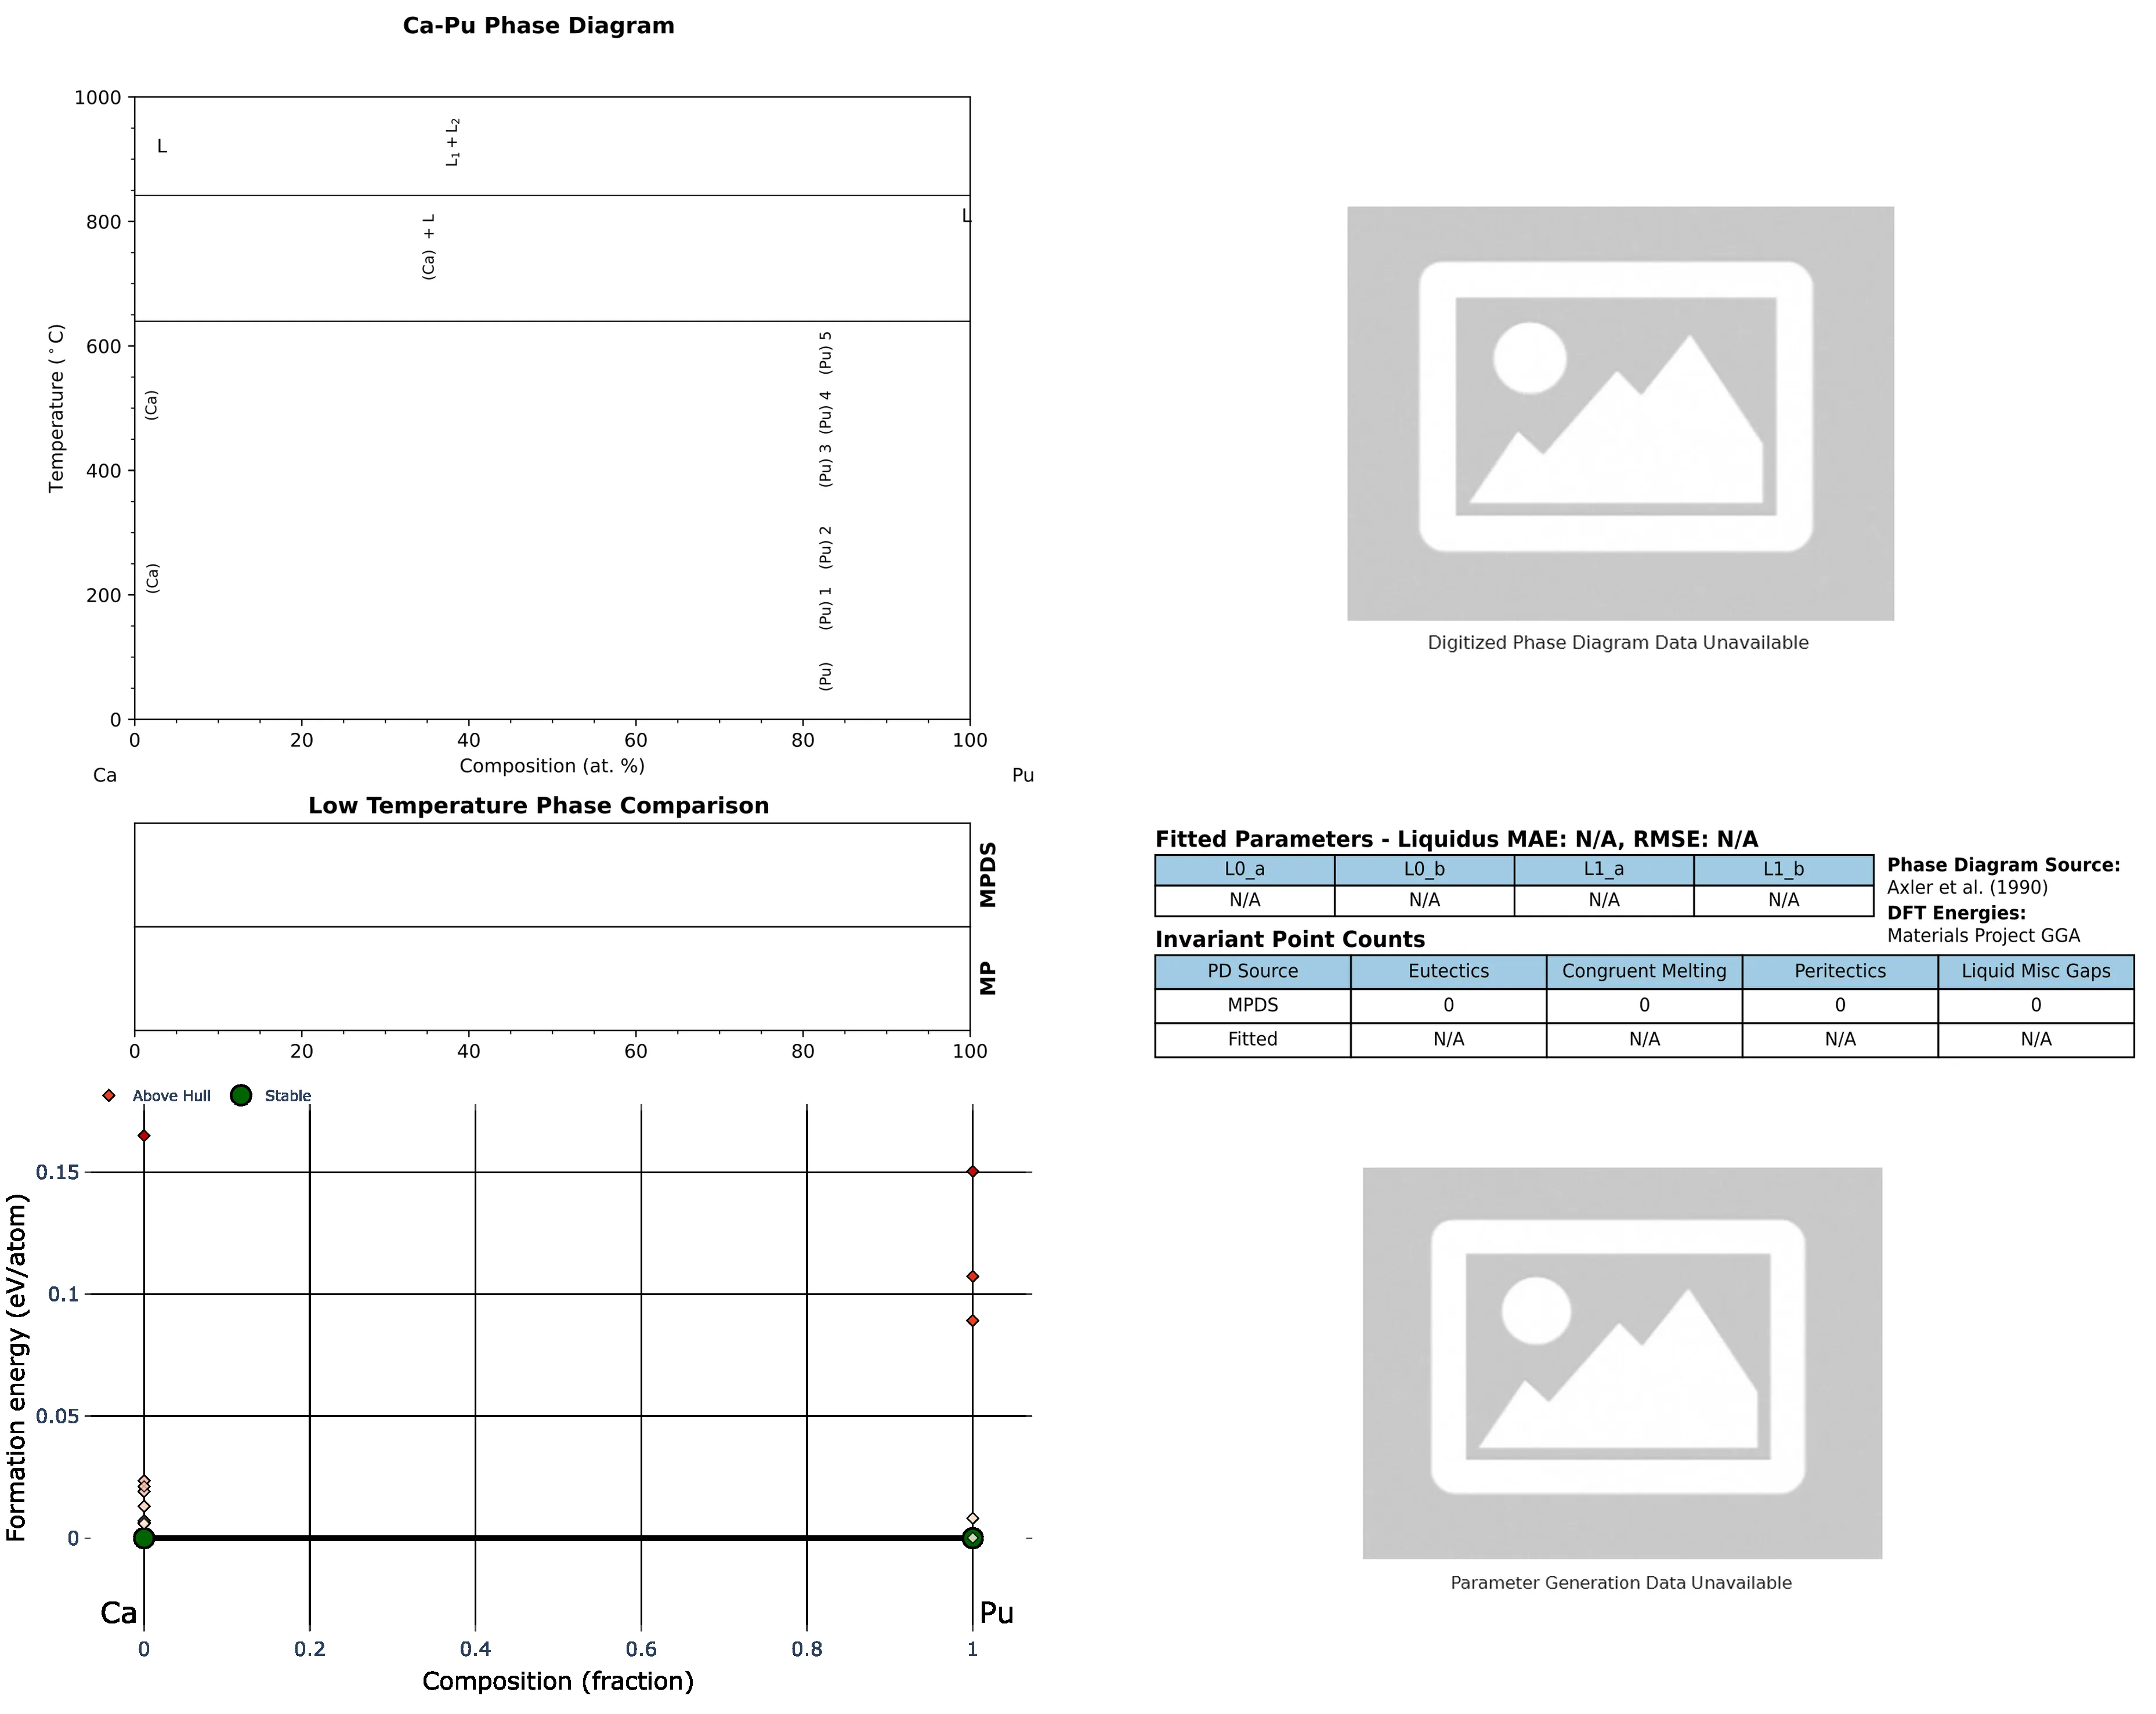 Ca-Pu Phase Diagram
1000
800
600
400
200
0
Temperature (°C)
L
L1 + L2
(Ca) + L
L
(Ca)
(Ca)
(Pu) 5
(Pu) 4
(Pu) 3
(Pu) 2
(Pu) 1
(Pu)
0 20 40 60 80 100
Composition (at. %)
Ca Pu
Digitized Phase Diagram Data Unavailable
Low Temperature Phase Comparison
MPDS
MP
0 20 40 60 80 100
Fitted Parameters - Liquidus MAE: N/A, RMSE: N/A
L0_a L0_b L1_a L1_b
N/A N/A N/A N/A
Phase Diagram Source:
Axler et al. (1990)
DFT Energies:
Materials Project GGA
Invariant Point Counts
PD Source Eutectics Congruent Melting Peritectics Liquid Misc Gaps
MPDS 0 0 0 0
Fitted N/A N/A N/A N/A
Above Hull Stable
0.15
0.1
0.05
0
Formation energy (eV/atom)
Ca Pu
0 0.2 0.4 0.6 0.8 1
Composition (fraction)
Parameter Generation Data Unavailable